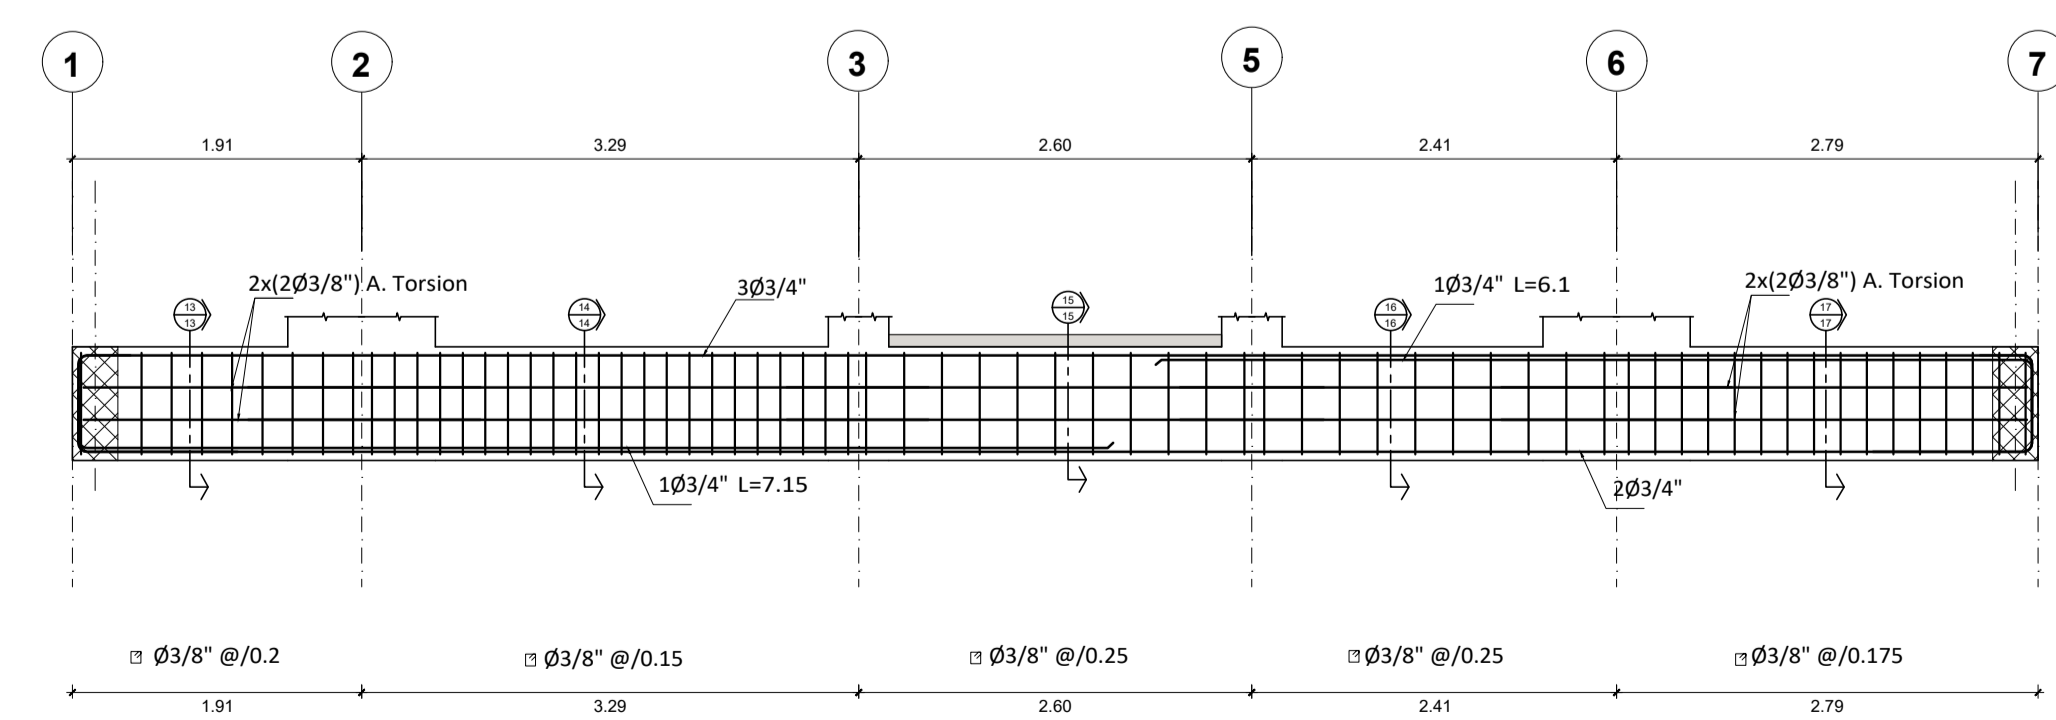 1 2 3 5 6 7
1.91 3.29 2.60 2.41 2.79
2x(2Ø3/8") A. Torsion
3Ø3/4"
1Ø3/4" L=6.1
2x(2Ø3/8") A. Torsion
13
13
14
14
15
15
16
16
17
17
1Ø3/4" L=7.15
2Ø3/4"
Ø3/8" @/0.2
Ø3/8" @/0.15
Ø3/8" @/0.25
Ø3/8" @/0.25
Ø3/8" @/0.175
1.91 3.29 2.60 2.41 2.79